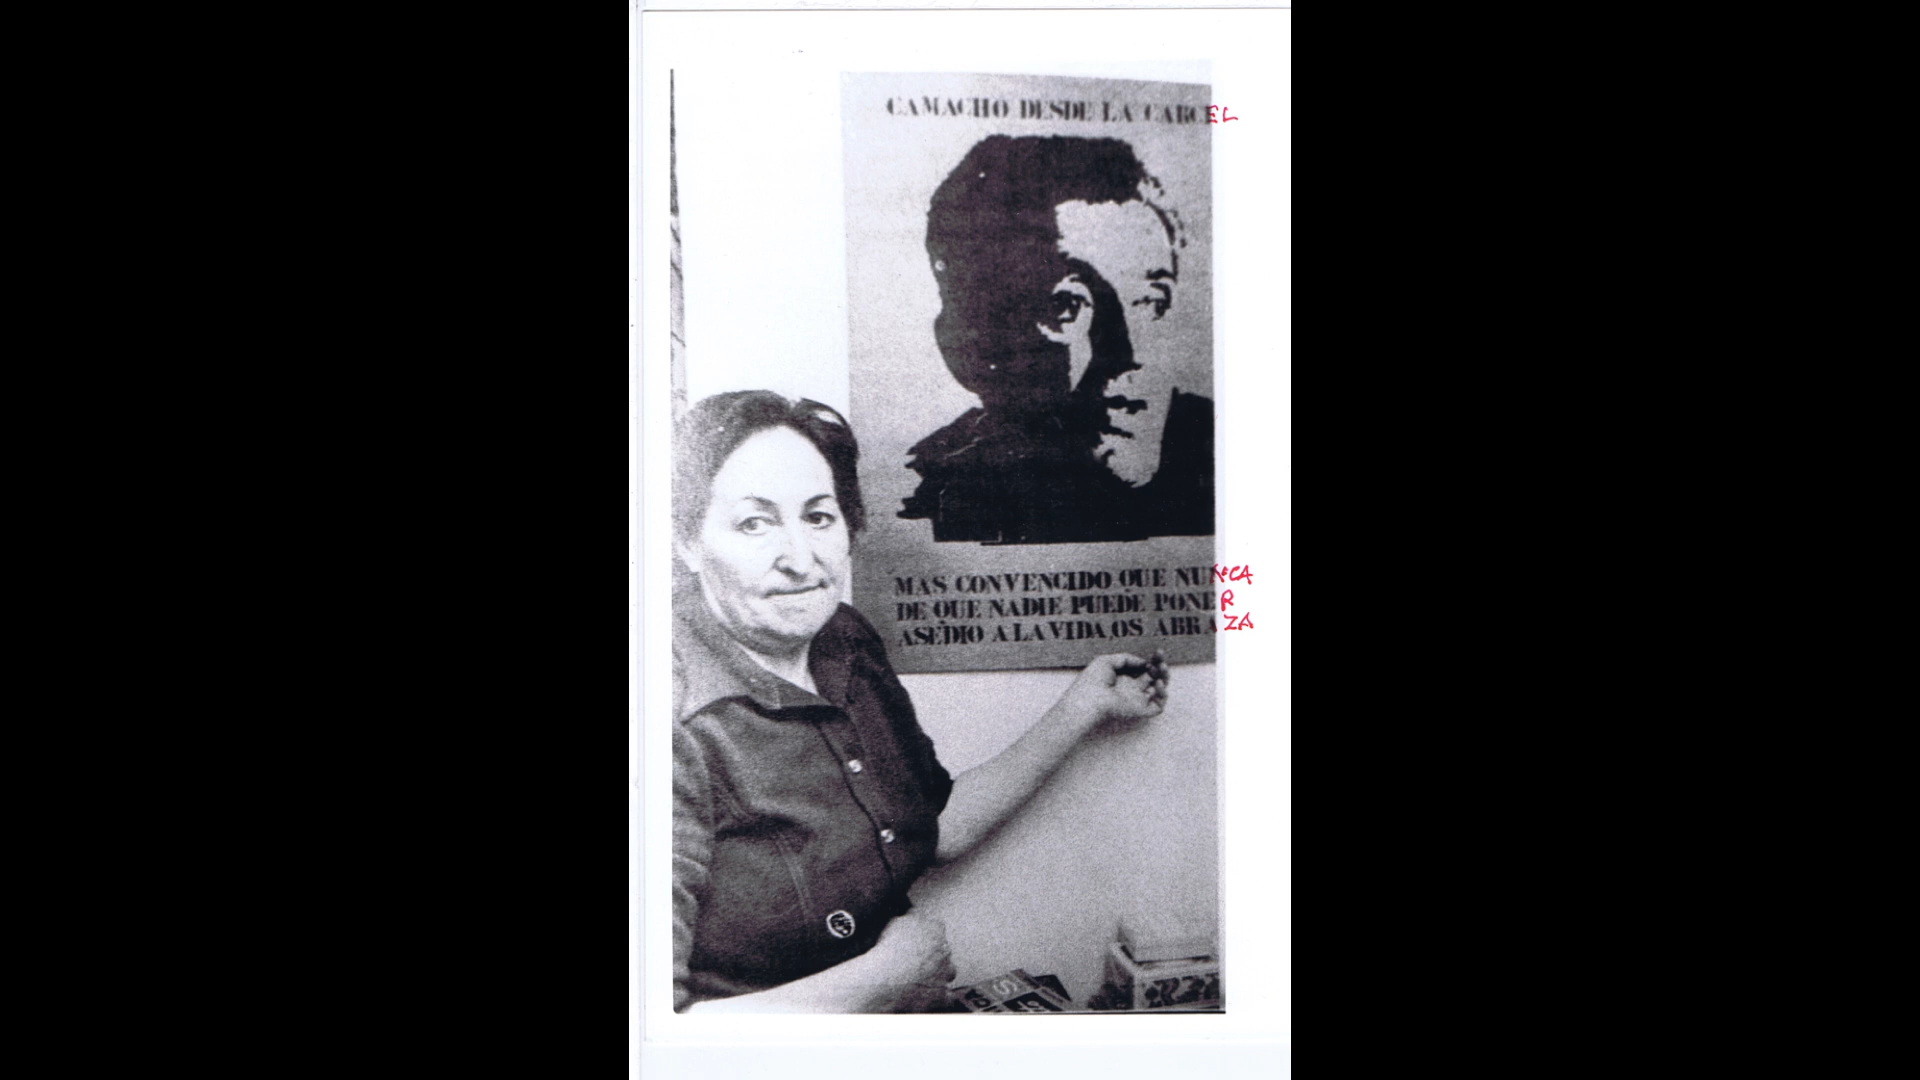 CAMACHO DESDE LA CARCEL
MAS CONVENCIDO QUE NUNCA
DE QUE NADIE PUEDE PONER
ASEDIO A LA VIDA, OS ABRAZA